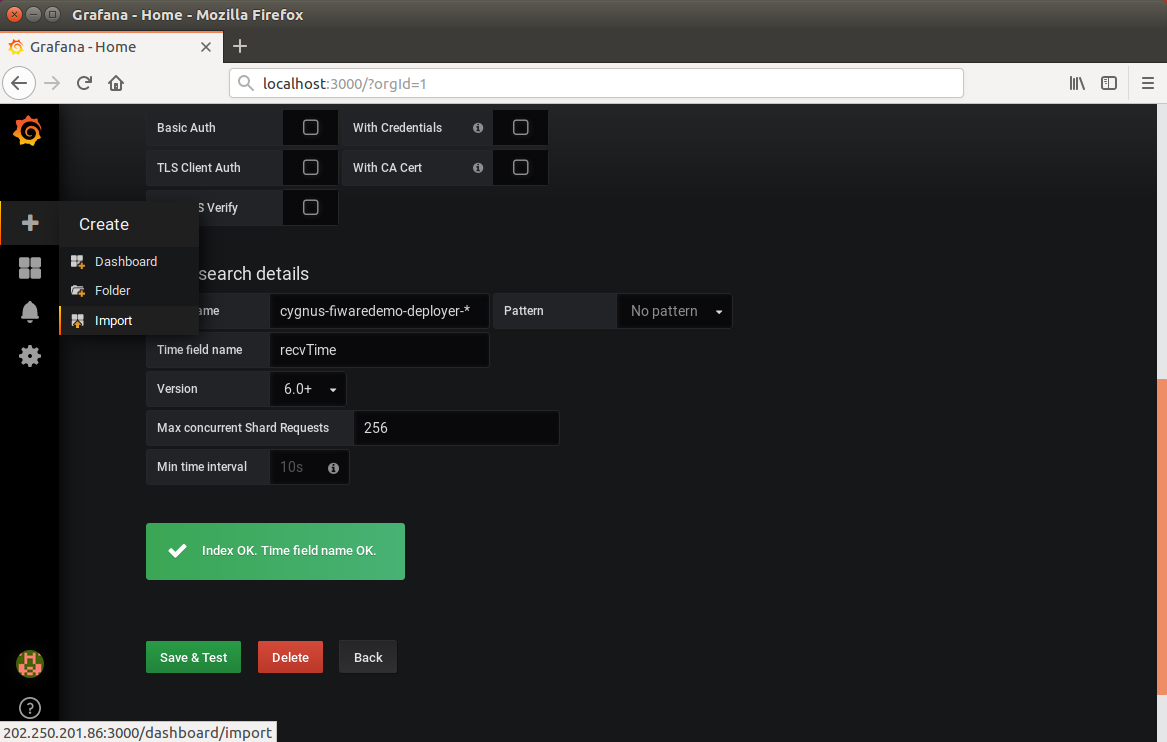 Grafana - Home - Mozilla Firefox
Grafana - Home
localhost:3000/?orgId=1
Basic Auth
With Credentials
TLS Client Auth
With CA Cert
S Verify
Create
Dashboard
Folder
Import
search details
ame
cygnus-fiwaredemo-deployer-*
Pattern
No pattern
Time field name
recvTime
Version
6.0+
Max concurrent Shard Requests
256
Min time interval
10s
Index OK. Time field name OK.
Save & Test
Delete
Back
202.250.201.86:3000/dashboard/import